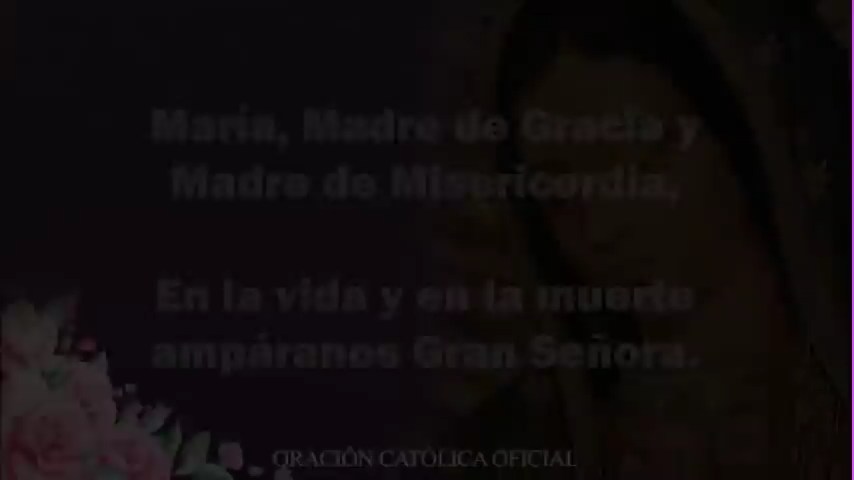 María, Madre de Gracia y
Madre de Misericordia,
En la vida y en la muerte
ampáranos Gran Señora.
ORACIÓN CATÓLICA OFICIAL